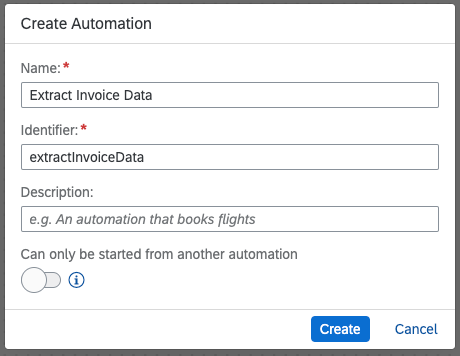 Create Automation
Name:*
Extract Invoice Data
Identifier:*
extractInvoiceData
Description:
e.g. An automation that books flights
Can only be started from another automation
i
Create Cancel